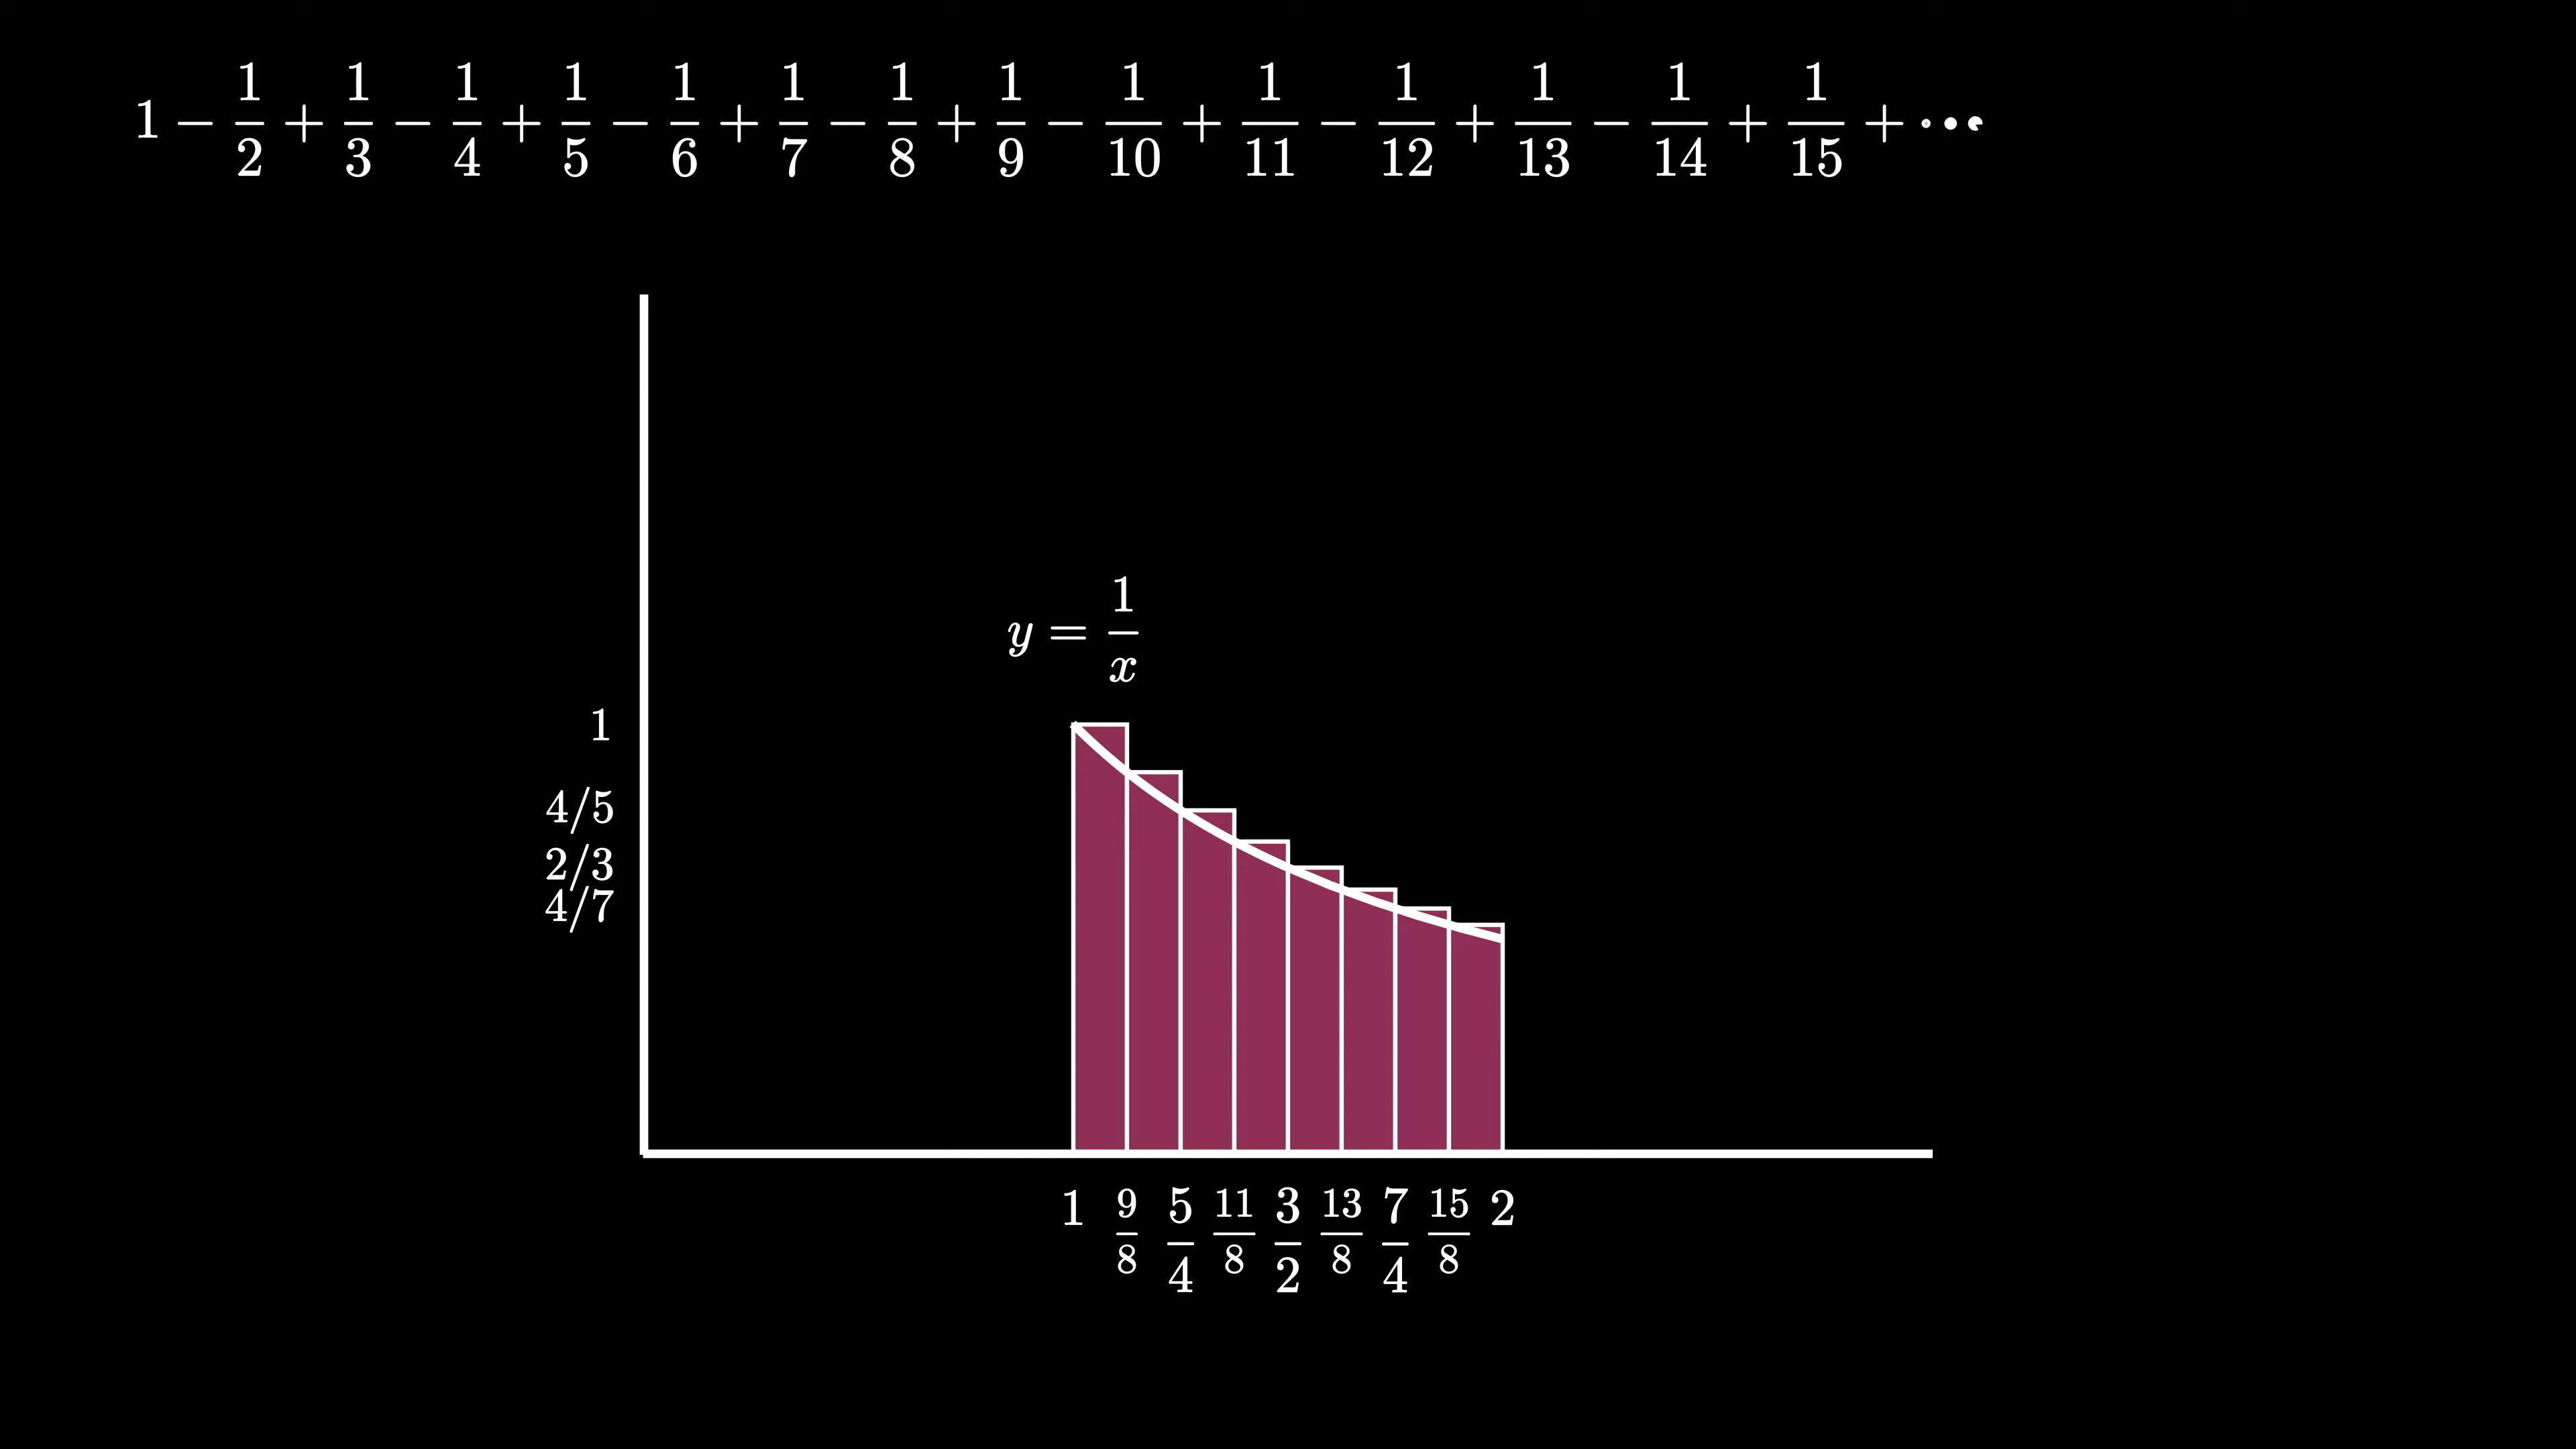 1 − 1/2 + 1/3 − 1/4 + 1/5 − 1/6 + 1/7 − 1/8 + 1/9 − 1/10 + 1/11 − 1/12 + 1/13 − 1/14 + 1/15 + ⋯
y = 1/x
1
4/5
2/3
4/7
1 9/8 5/4 11/8 3/2 13/8 7/4 15/8 2